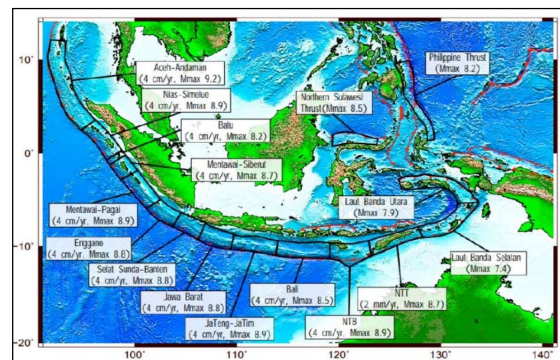 10°
0°
−10°
−20°
100°
110°
120°
130°
140°
Aceh-Andaman
(4 cm/yr, Mmax 9.2)
Nias-Simelue
(4 cm/yr, Mmax 8.9)
Batu
(4 cm/yr, Mmax 8.2)
Mentawai-Siberut
(4 cm/yr, Mmax 8.7)
Mentawai-Pagai
(4 cm/yr, Mmax 8.9)
Enggano
(4 cm/yr, Mmax 8.8)
Selat Sunda-Banten
(4 cm/yr, Mmax 8.8)
Jawa Barat
(4 cm/yr, Mmax 8.8)
JaTeng-JaTim
(4 cm/yr, Mmax 8.9)
Bali
(4 cm/yr, Mmax 8.5)
NTB
(4 cm/yr, Mmax 8.9)
NTT
(2 mm/yr, Mmax 8.7)
Laut Banda Selatan
(Mmax 7.4)
Laut Banda Utara
(Mmax 7.9)
Northern Sulawesi
Thrust(Mmax 8.5)
Philippine Thrust
(Mmax 8.2)